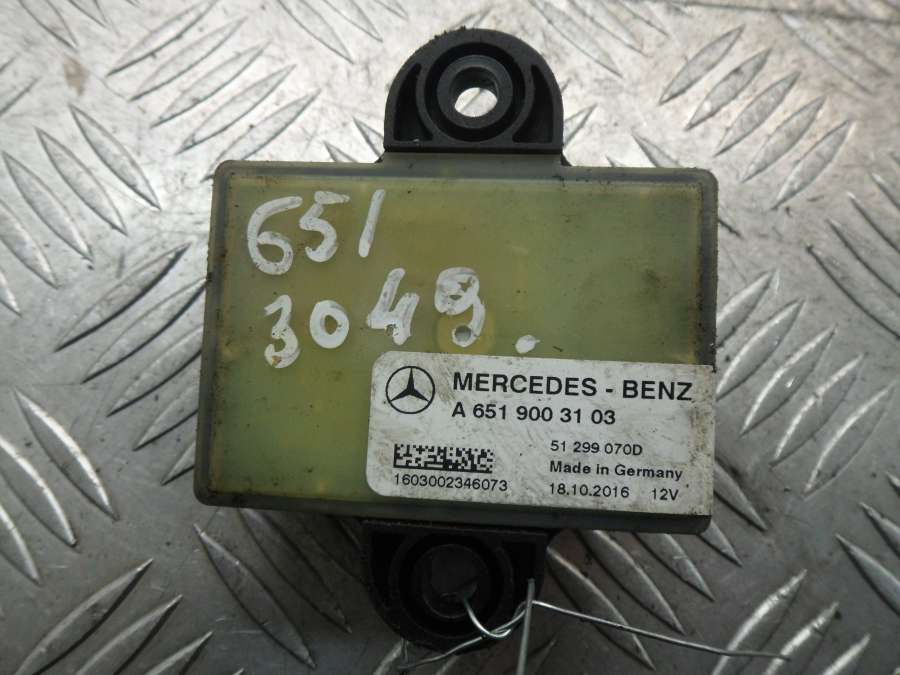 651
3049.
MERCEDES - BENZ
A 651 900 31 03
51 299 070D
Made in Germany
1603002346073
18.10.2016 12V